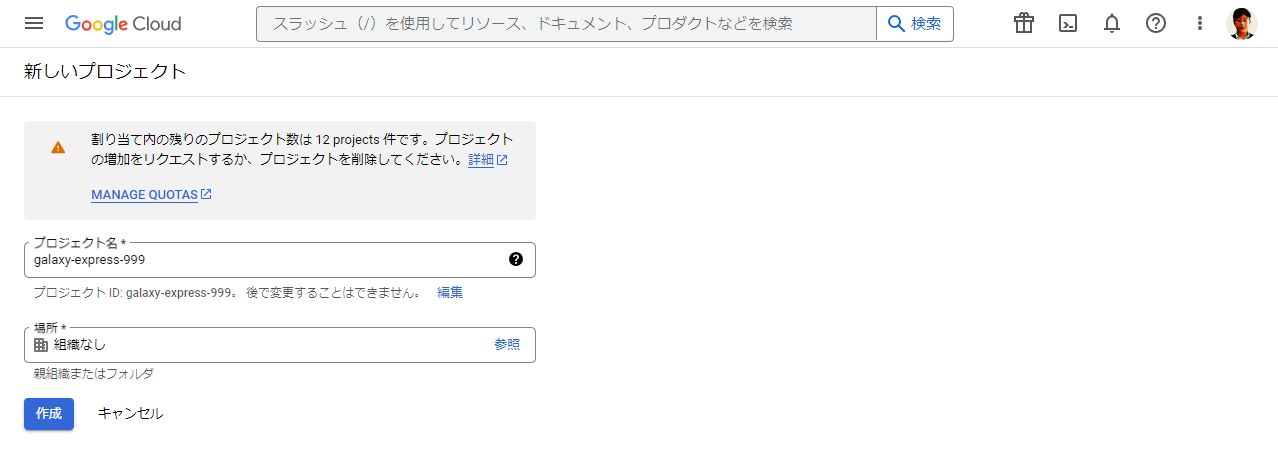 Google Cloud
スラッシュ（/）を使用してリソース、ドキュメント、プロダクトなどを検索
検索
新しいプロジェクト
割り当て内の残りのプロジェクト数は 12 projects 件です。プロジェクト
の増加をリクエストするか、プロジェクトを削除してください。詳細
MANAGE QUOTAS
プロジェクト名 *
galaxy-express-999
プロジェクト ID: galaxy-express-999。 後で変更することはできません。 編集
場所 *
組織なし 参照
親組織またはフォルダ
作成 キャンセル